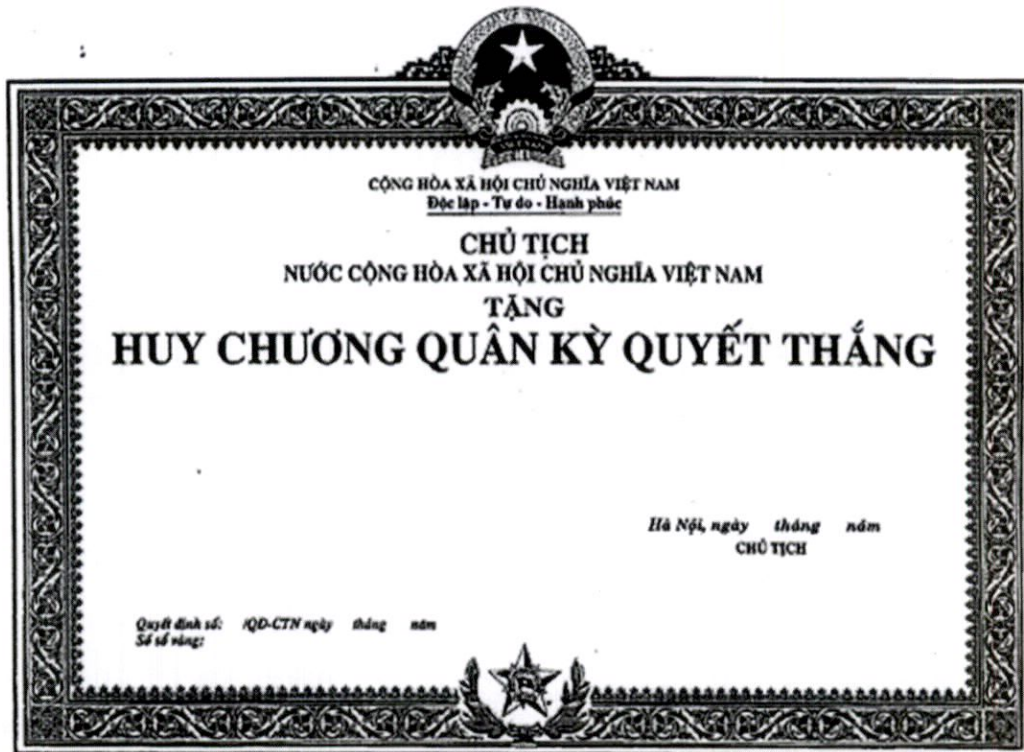 CỘNG HÒA XÃ HỘI CHỦ NGHĨA VIỆT NAM
Độc lập - Tự do - Hạnh phúc
CHỦ TỊCH
NƯỚC CỘNG HÒA XÃ HỘI CHỦ NGHĨA VIỆT NAM
TẶNG
HUY CHƯƠNG QUÂN KỲ QUYẾT THẮNG
Hà Nội, ngày tháng năm
CHỦ TỊCH
Quyết định số: /QĐ-CTN ngày tháng năm
Số sổ vàng: